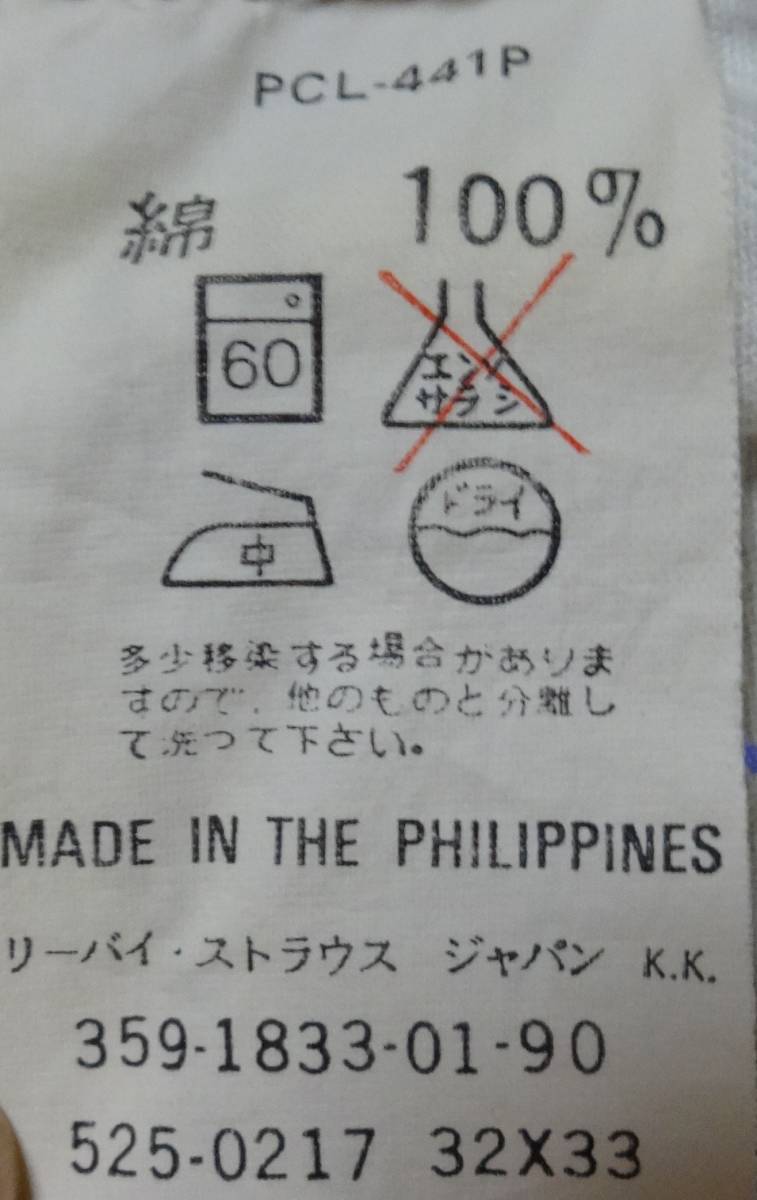 PCL-441P
綿 100%
60
エンソ
サラシ
中
ドライ
多少移染する場合がありま
すので、他のものと分離し
て洗つて下さい。
MADE IN THE PHILIPPINES
リーバイ・ストラウス ジャパン K.K.
359-1833-01-90
525-0217 32X33